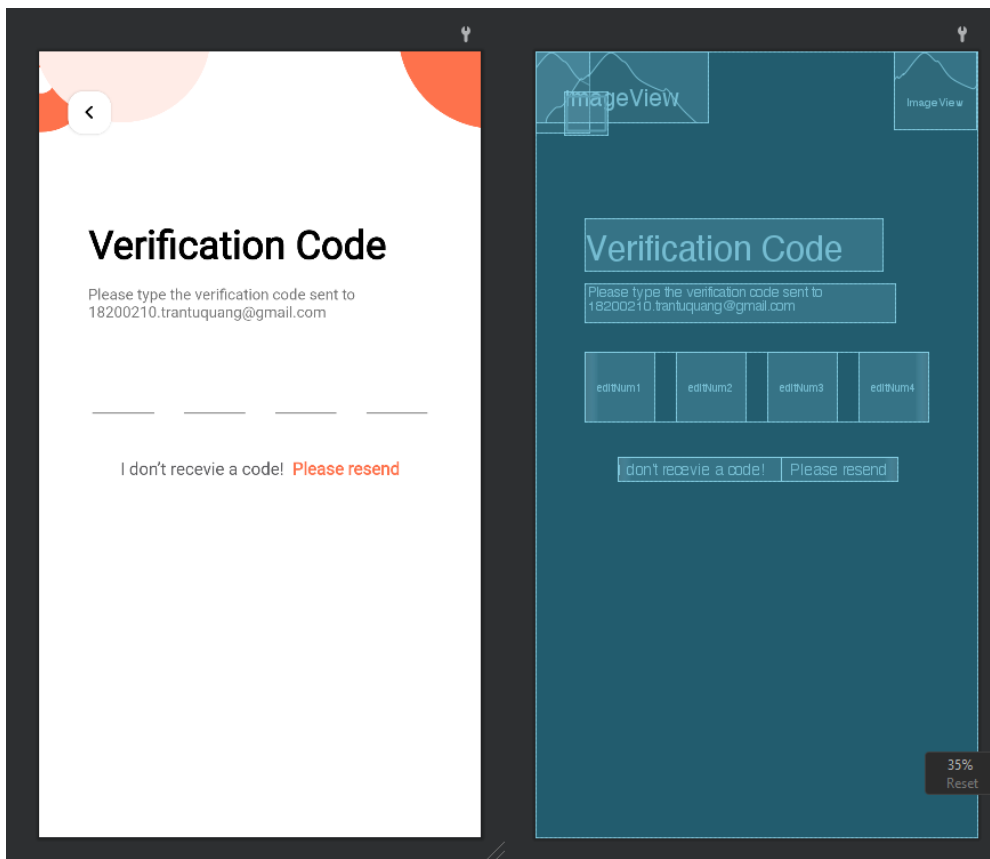 Verification Code
Please type the verification code sent to
18200210.trantuquang@gmail.com
I don't recevie a code! Please resend
ImageView
ImageView
Verification Code
Please type the verification code sent to
18200210.trantuquang@gmail.com
editNum1 editNum2 editNum3 editNum4
I don't recevie a code! Please resend
35%
Reset